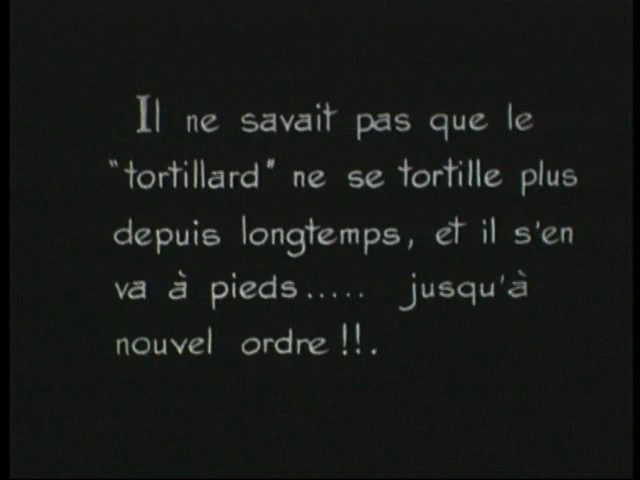 Il ne savait pas que le
"tortillard" ne se tortille plus
depuis longtemps, et il s'en
va à pieds..... jusqu'à
nouvel ordre !!.